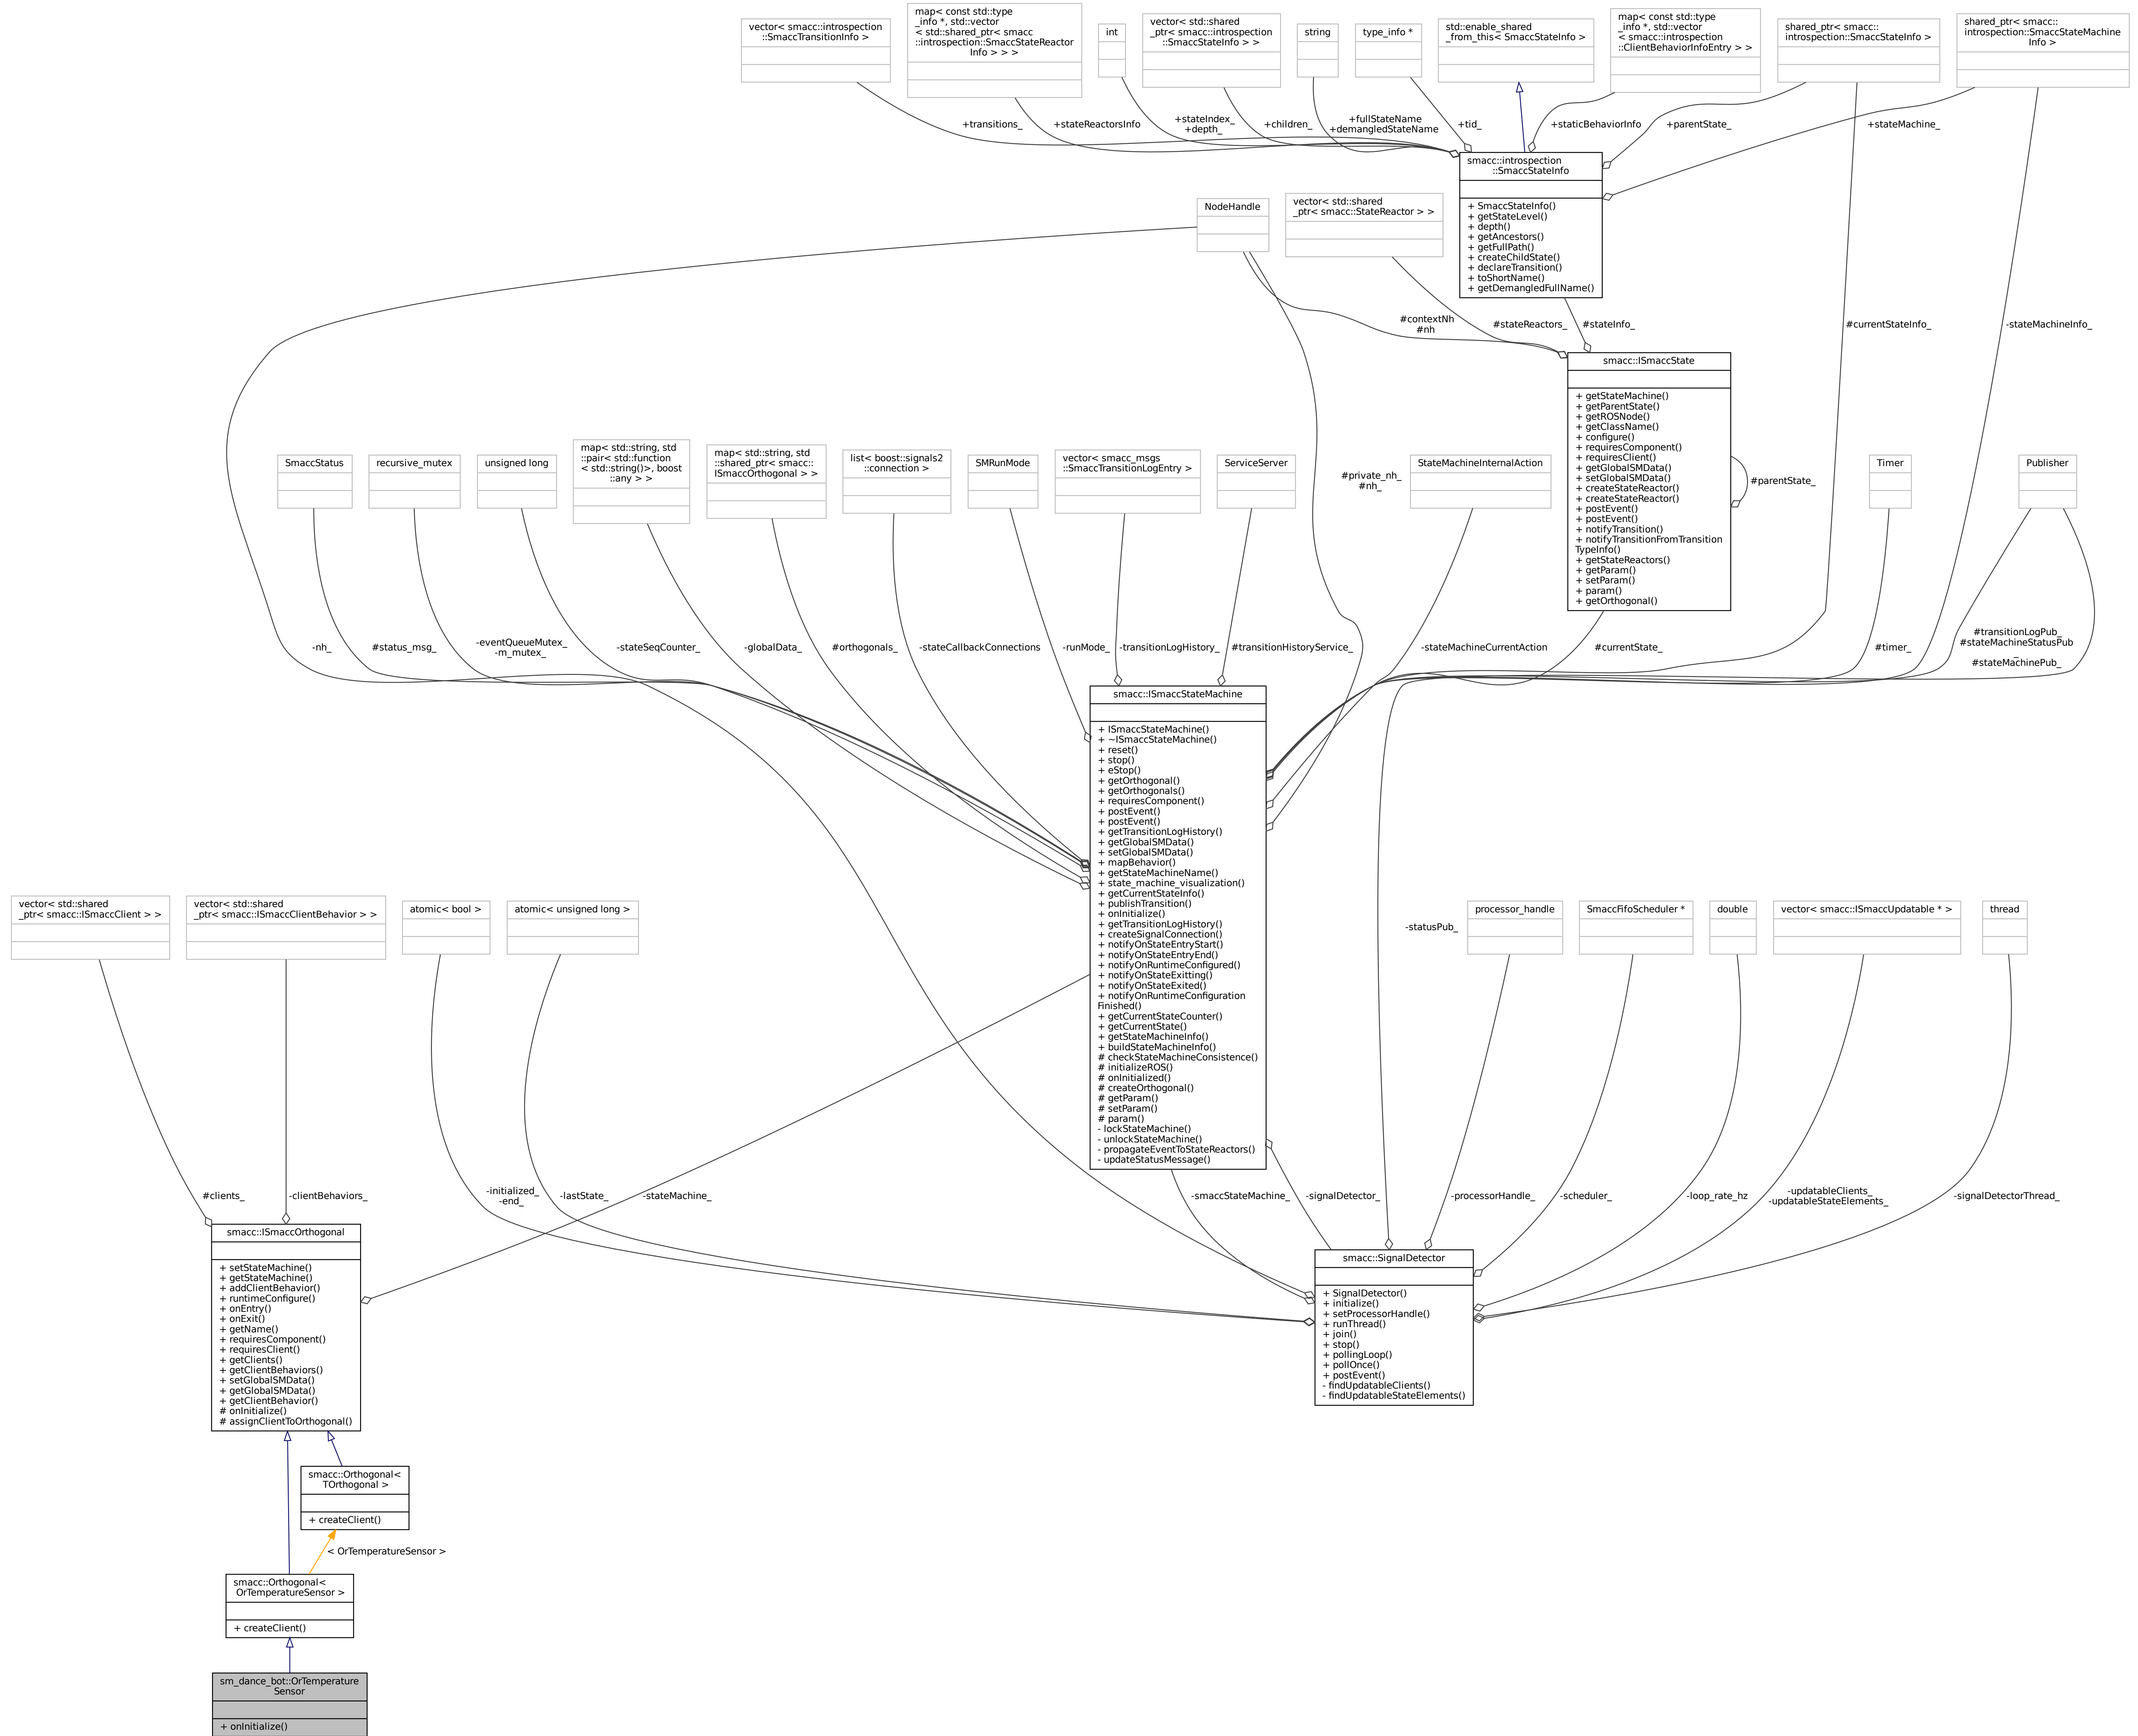 vector< smacc::introspection
::SmaccTransitionInfo >
map< const std::type
_info *, std::vector
< std::shared_ptr< smacc
::introspection::SmaccStateReactor
Info > > >
int
vector< std::shared
_ptr< smacc::introspection
::SmaccStateInfo > >
string
type_info *
std::enable_shared
_from_this< SmaccStateInfo >
map< const std::type
_info *, std::vector
< smacc::introspection
::ClientBehaviorInfoEntry > >
shared_ptr< smacc::
introspection::SmaccStateInfo >
shared_ptr< smacc::
introspection::SmaccStateMachine
Info >
+transitions_
+stateReactorsInfo
+stateIndex_
+depth_
+children_
+fullStateName
+demangledStateName
+tid_
+staticBehaviorInfo
+parentState_
+stateMachine_
smacc::introspection
::SmaccStateInfo
+ SmaccStateInfo()
+ getStateLevel()
+ depth()
+ getAncestors()
+ getFullPath()
+ createChildState()
+ declareTransition()
+ toShortName()
+ getDemangledFullName()
NodeHandle
vector< std::shared
_ptr< smacc::StateReactor > >
#contextNh
#nh
#stateReactors_
#stateInfo_
#currentStateInfo_
-stateMachineInfo_
smacc::ISmaccState
+ getStateMachine()
+ getParentState()
+ getROSNode()
+ getClassName()
+ configure()
+ requiresComponent()
+ requiresClient()
+ getGlobalSMData()
+ setGlobalSMData()
+ createStateReactor()
+ createStateReactor()
+ postEvent()
+ postEvent()
+ notifyTransition()
+ notifyTransitionFromTransition
TypeInfo()
+ getStateReactors()
+ getParam()
+ setParam()
+ param()
+ getOrthogonal()
#parentState_
SmaccStatus
recursive_mutex
unsigned long
map< std::string, std
::pair< std::function
< std::string()>, boost
::any > >
map< std::string, std
::shared_ptr< smacc::
ISmaccOrthogonal > >
list< boost::signals2
::connection >
SMRunMode
vector< smacc_msgs
::SmaccTransitionLogEntry >
ServiceServer
#private_nh_
#nh_
StateMachineInternalAction
Timer
Publisher
-nh_
#status_msg_
-eventQueueMutex_
-m_mutex_
-stateSeqCounter_
-globalData_
#orthogonals_
-stateCallbackConnections
-runMode_
-transitionLogHistory_
#transitionHistoryService_
-stateMachineCurrentAction
#currentState_
#timer_
#transitionLogPub_
#stateMachineStatusPub
_
#stateMachinePub_
smacc::ISmaccStateMachine
+ ISmaccStateMachine()
+ ~ISmaccStateMachine()
+ reset()
+ stop()
+ eStop()
+ getOrthogonal()
+ getOrthogonals()
+ requiresComponent()
+ postEvent()
+ postEvent()
+ getTransitionLogHistory()
+ getGlobalSMData()
+ setGlobalSMData()
+ mapBehavior()
+ getStateMachineName()
+ state_machine_visualization()
+ getCurrentStateInfo()
+ publishTransition()
+ onInitialize()
+ getTransitionLogHistory()
+ createSignalConnection()
+ notifyOnStateEntryStart()
+ notifyOnStateEntryEnd()
+ notifyOnRuntimeConfigured()
+ notifyOnStateExitting()
+ notifyOnStateExited()
+ notifyOnRuntimeConfiguration
Finished()
+ getCurrentStateCounter()
+ getCurrentState()
+ getStateMachineInfo()
+ buildStateMachineInfo()
# checkStateMachineConsistence()
# initializeROS()
# onInitialized()
# createOrthogonal()
# getParam()
# setParam()
# param()
- lockStateMachine()
- unlockStateMachine()
- propagateEventToStateReactors()
- updateStatusMessage()
vector< std::shared
_ptr< smacc::ISmaccClient > >
vector< std::shared
_ptr< smacc::ISmaccClientBehavior > >
atomic< bool >
atomic< unsigned long >
-statusPub_
processor_handle
SmaccFifoScheduler *
double
vector< smacc::ISmaccUpdatable * >
thread
#clients_
-clientBehaviors_
-initialized_
-end_
-lastState_
-stateMachine_
-smaccStateMachine_
-signalDetector_
-processorHandle_
-scheduler_
-loop_rate_hz
-updatableClients_
-updatableStateElements_
-signalDetectorThread_
smacc::ISmaccOrthogonal
+ setStateMachine()
+ getStateMachine()
+ addClientBehavior()
+ runtimeConfigure()
+ onEntry()
+ onExit()
+ getName()
+ requiresComponent()
+ requiresClient()
+ getClients()
+ getClientBehaviors()
+ setGlobalSMData()
+ getGlobalSMData()
+ getClientBehavior()
# onInitialize()
# assignClientToOrthogonal()
smacc::SignalDetector
+ SignalDetector()
+ initialize()
+ setProcessorHandle()
+ runThread()
+ join()
+ stop()
+ pollingLoop()
+ pollOnce()
+ postEvent()
- findUpdatableClients()
- findUpdatableStateElements()
smacc::Orthogonal<
TOrthogonal >
+ createClient()
< OrTemperatureSensor >
smacc::Orthogonal<
OrTemperatureSensor >
+ createClient()
sm_dance_bot::OrTemperature
Sensor
+ onInitialize()